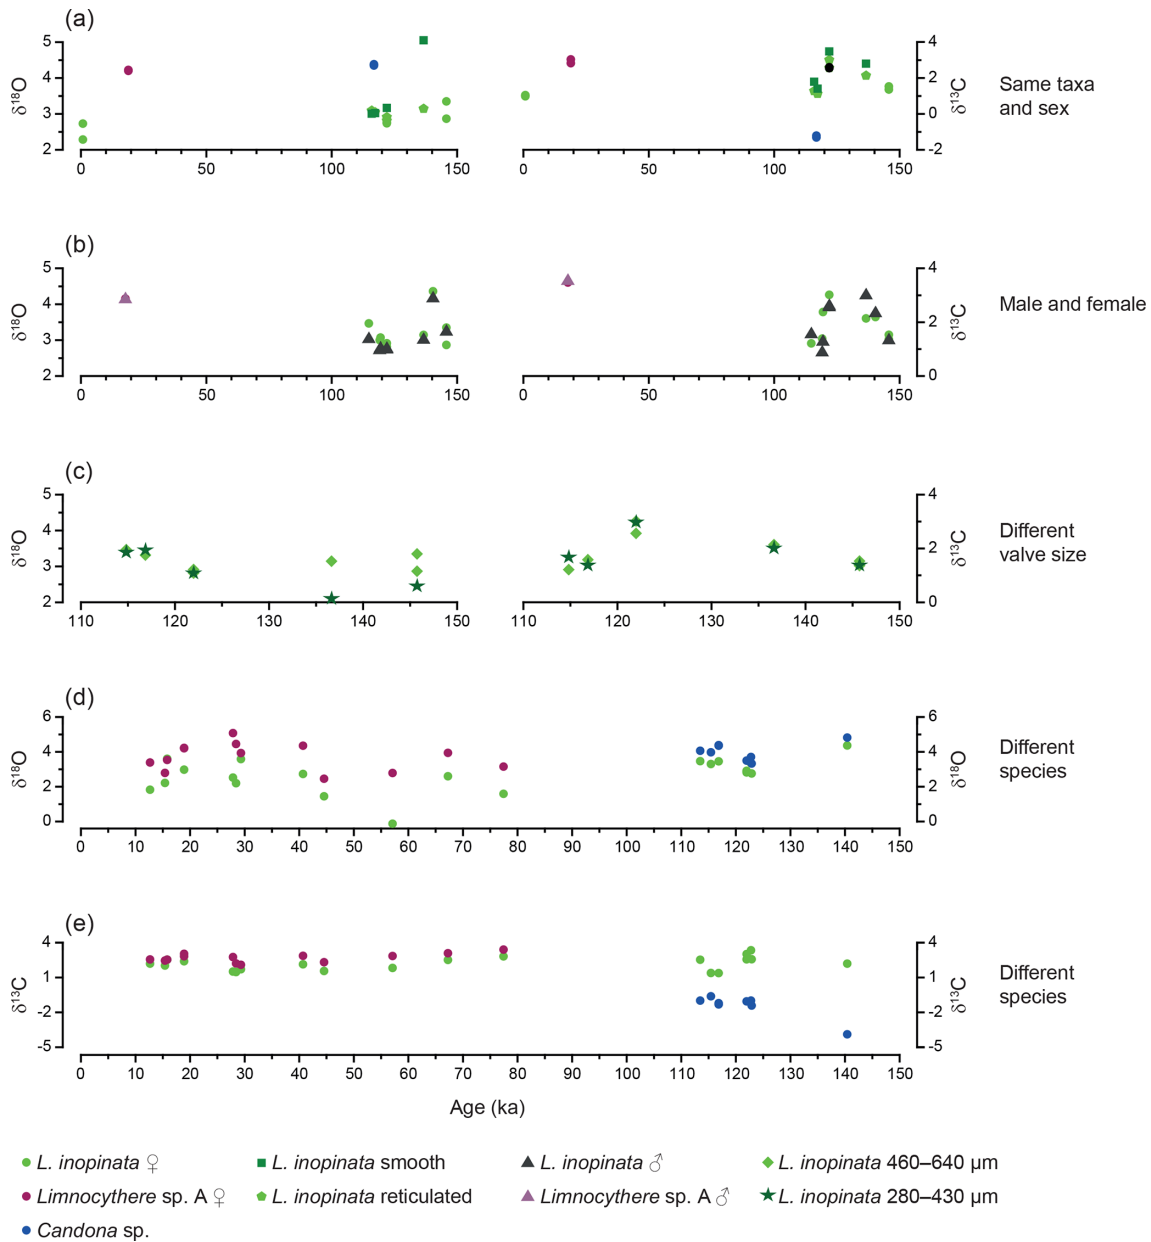 (a)
5
4
3
2
δ18O
0
50
100
150
0
50
100
150
4
2
0
-2
δ13C
Same taxa
and sex
(b)
5
4
3
2
δ18O
0
50
100
150
0
50
100
150
4
2
0
δ13C
Male and female
(c)
5
4
3
2
δ18O
110
120
130
140
150
110
120
130
140
150
4
2
0
δ13C
Different
valve size
(d)
6
4
2
0
δ18O
0 10 20 30 40 50 60 70 80 90 100 110 120 130 140 150
6
4
2
0
δ18O
Different
species
(e)
4
1
-2
-5
δ13C
0 10 20 30 40 50 60 70 80 90 100 110 120 130 140 150
4
1
-2
-5
δ13C
Different
species
Age (ka)
L. inopinata ♀
L. inopinata smooth
L. inopinata ♂
L. inopinata 460–640 µm
Limnocythere sp. A ♀
L. inopinata reticulated
Limnocythere sp. A ♂
L. inopinata 280–430 µm
Candona sp.